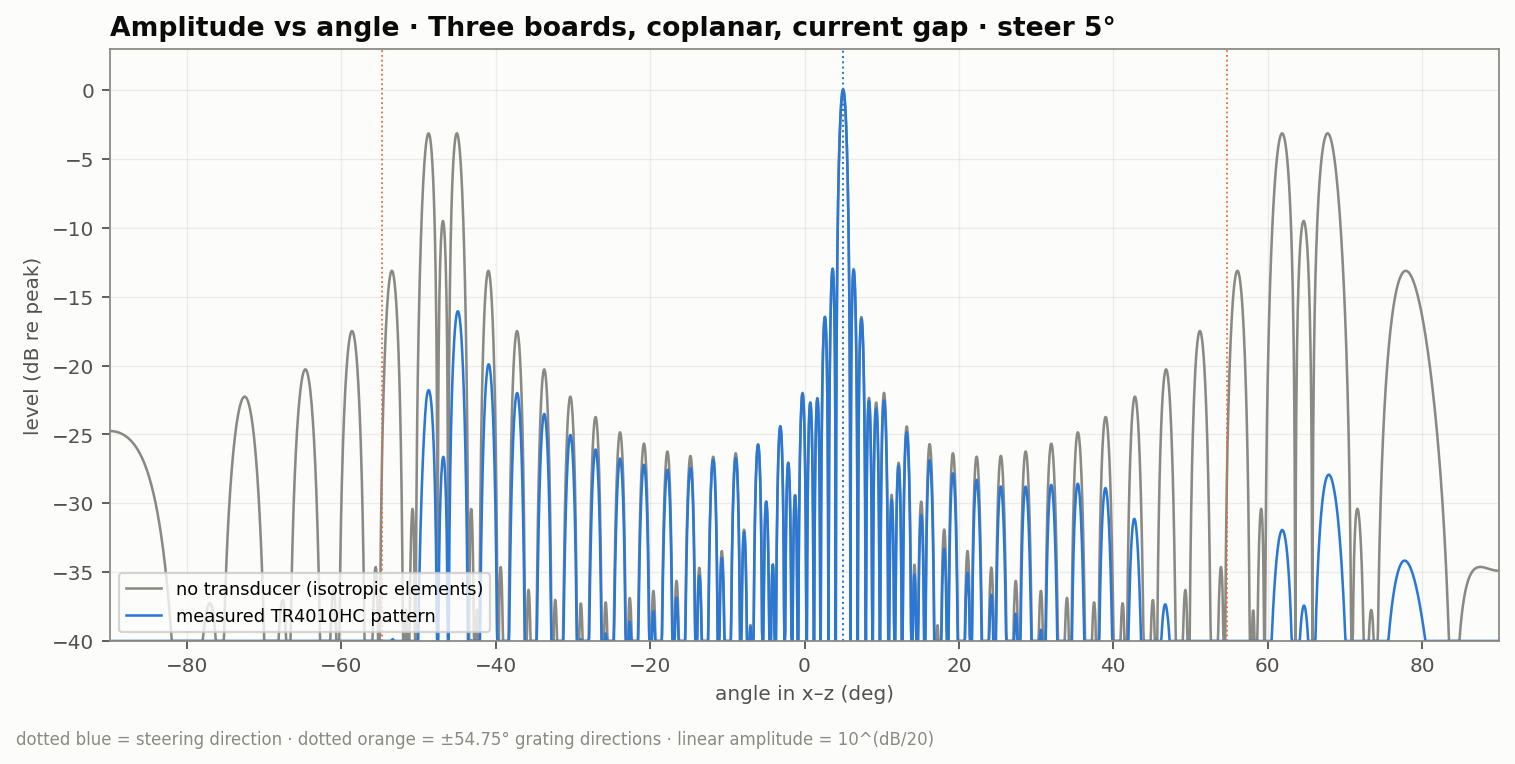 Amplitude vs angle · Three boards, coplanar, current gap · steer 5°
level (dB re peak)
0
−5
−10
−15
−20
−25
−30
−35
−40
no transducer (isotropic elements)
measured TR4010HC pattern
−80 −60 −40 −20 0 20 40 60 80
angle in x–z (deg)
dotted blue = steering direction · dotted orange = ±54.75° grating directions · linear amplitude = 10^(dB/20)